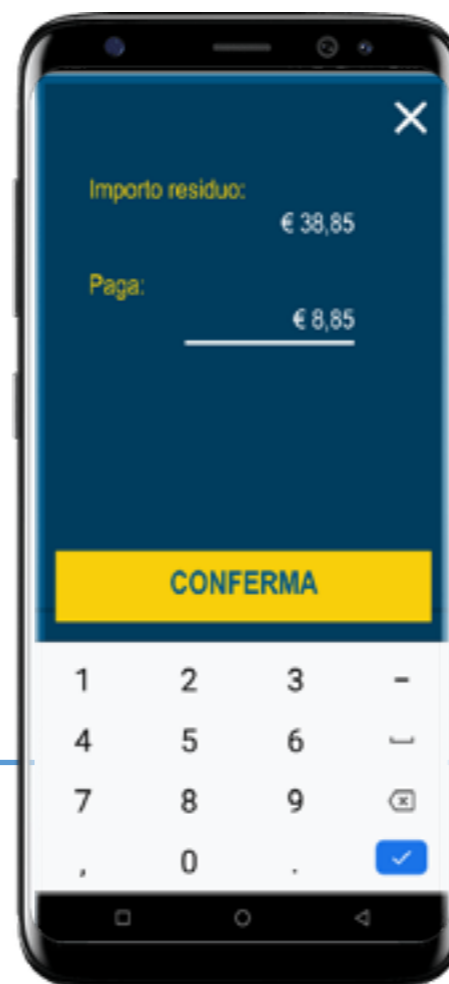 Importo residuo:
€ 38,85
Paga:
€ 8,85
CONFERMA
1 2 3 -
4 5 6
7 8 9
, 0 .